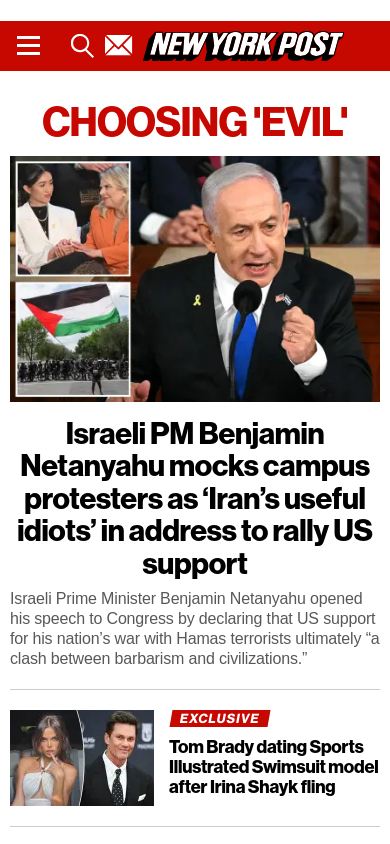 NEW YORK POST
CHOOSING 'EVIL'
Israeli PM Benjamin
Netanyahu mocks campus
protesters as ‘Iran’s useful
idiots’ in address to rally US
support
Israeli Prime Minister Benjamin Netanyahu opened
his speech to Congress by declaring that US support
for his nation’s war with Hamas terrorists ultimately “a
clash between barbarism and civilizations.”
EXCLUSIVE
Tom Brady dating Sports
Illustrated Swimsuit model
after Irina Shayk fling